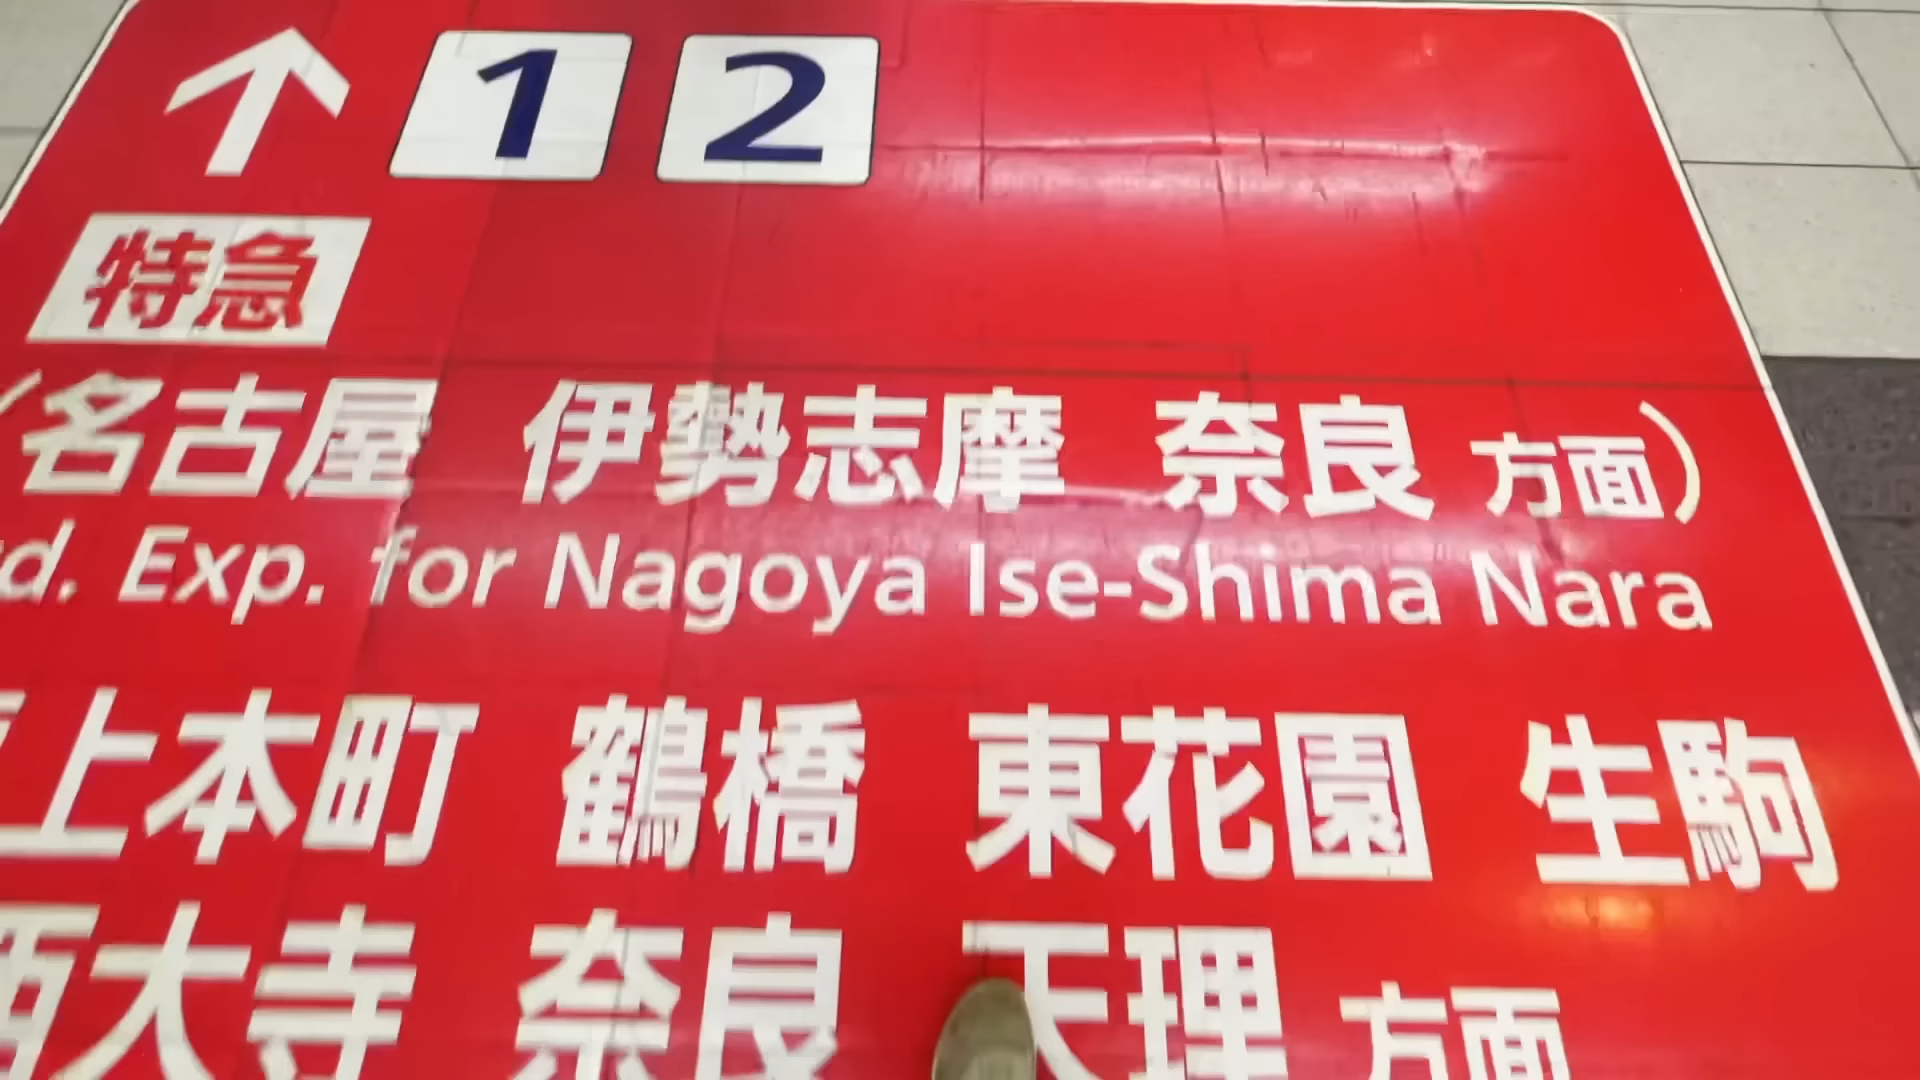 1 2
特急
(名古屋 伊勢志摩 奈良 方面)
d. Exp. for Nagoya Ise-Shima Nara
上本町 鶴橋 東花園 生駒
西大寺 奈良 天理 方面